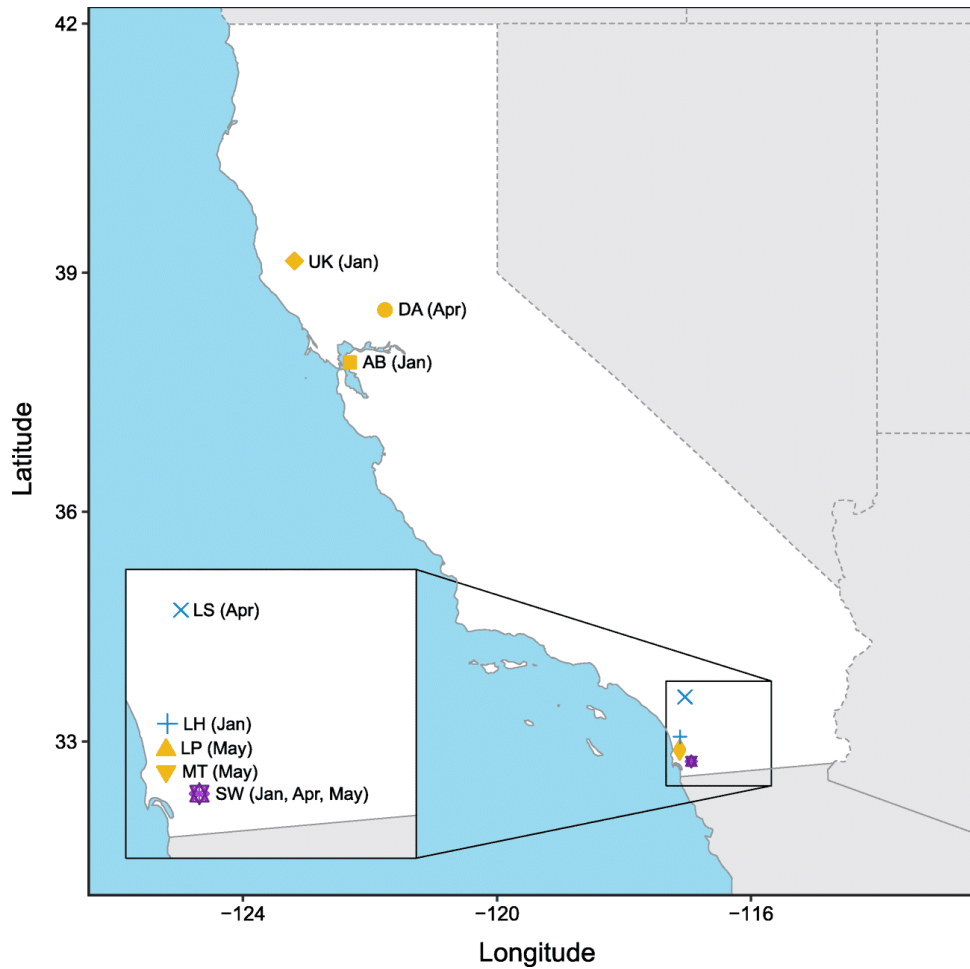 42
39
36
33
Latitude
UK (Jan)
DA (Apr)
AB (Jan)
LS (Apr)
LH (Jan)
LP (May)
MT (May)
SW (Jan, Apr, May)
−124
−120
−116
Longitude